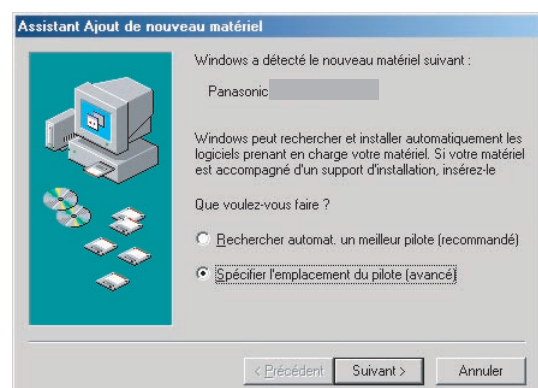 Assistant Ajout de nouveau matériel
Windows a détecté le nouveau matériel suivant :
Panasonic
Windows peut rechercher et installer automatiquement les
logiciels prenant en charge votre matériel. Si votre matériel
est accompagné d'un support d'installation, insérez-le
Que voulez-vous faire ?
Rechercher automat. un meilleur pilote (recommandé)
Spécifier l'emplacement du pilote (avancé)
< Précédent
Suivant >
Annuler